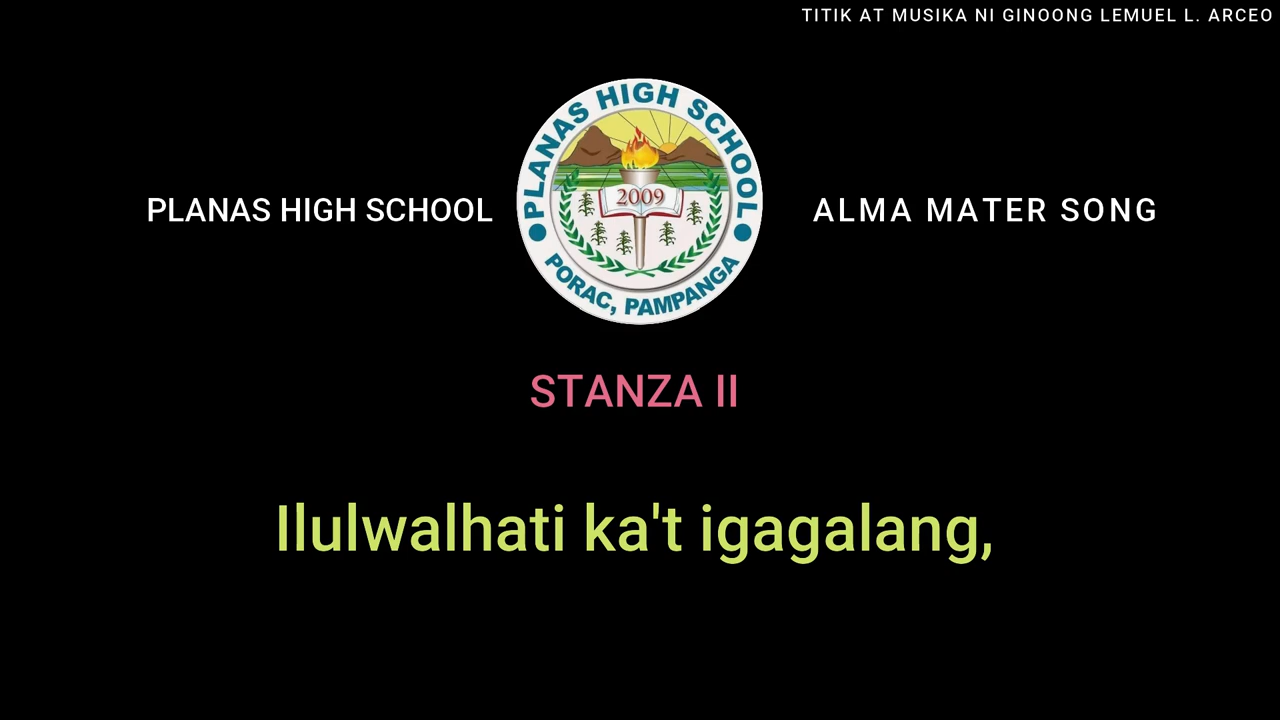 TITIK AT MUSIKA NI GINOONG LEMUEL L. ARCEO
PLANAS HIGH SCHOOL
PLANAS HIGH SCHOOL
2009
PORAC, PAMPANGA
ALMA MATER SONG
STANZA II
Ilulwalhati ka't igagalang,